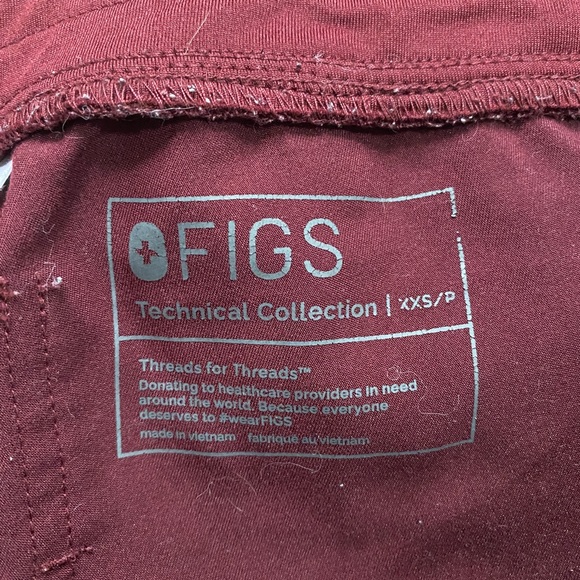 FIGS
Technical Collection | XXS/P
Threads for Threads™
Donating to healthcare providers in need
around the world. Because everyone
deserves to #wearFIGS
made in vietnam fabriqué au vietnam